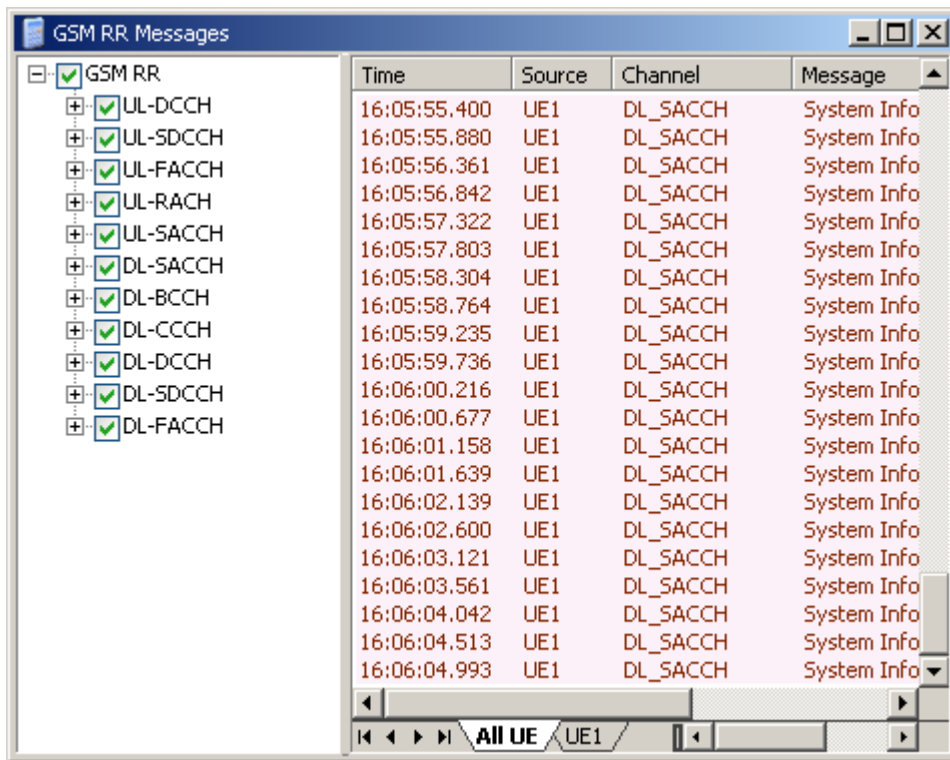 GSM RR Messages
GSM RR
UL-DCCH
UL-SDCCH
UL-FACCH
UL-RACH
UL-SACCH
DL-SACCH
DL-BCCH
DL-CCCH
DL-DCCH
DL-SDCCH
DL-FACCH
Time Source Channel Message
16:05:55.400 UE1 DL_SACCH System Info
16:05:55.880 UE1 DL_SACCH System Info
16:05:56.361 UE1 DL_SACCH System Info
16:05:56.842 UE1 DL_SACCH System Info
16:05:57.322 UE1 DL_SACCH System Info
16:05:57.803 UE1 DL_SACCH System Info
16:05:58.304 UE1 DL_SACCH System Info
16:05:58.764 UE1 DL_SACCH System Info
16:05:59.235 UE1 DL_SACCH System Info
16:05:59.736 UE1 DL_SACCH System Info
16:06:00.216 UE1 DL_SACCH System Info
16:06:00.677 UE1 DL_SACCH System Info
16:06:01.158 UE1 DL_SACCH System Info
16:06:01.639 UE1 DL_SACCH System Info
16:06:02.139 UE1 DL_SACCH System Info
16:06:02.600 UE1 DL_SACCH System Info
16:06:03.121 UE1 DL_SACCH System Info
16:06:03.561 UE1 DL_SACCH System Info
16:06:04.042 UE1 DL_SACCH System Info
16:06:04.513 UE1 DL_SACCH System Info
16:06:04.993 UE1 DL_SACCH System Info
All UE UE1